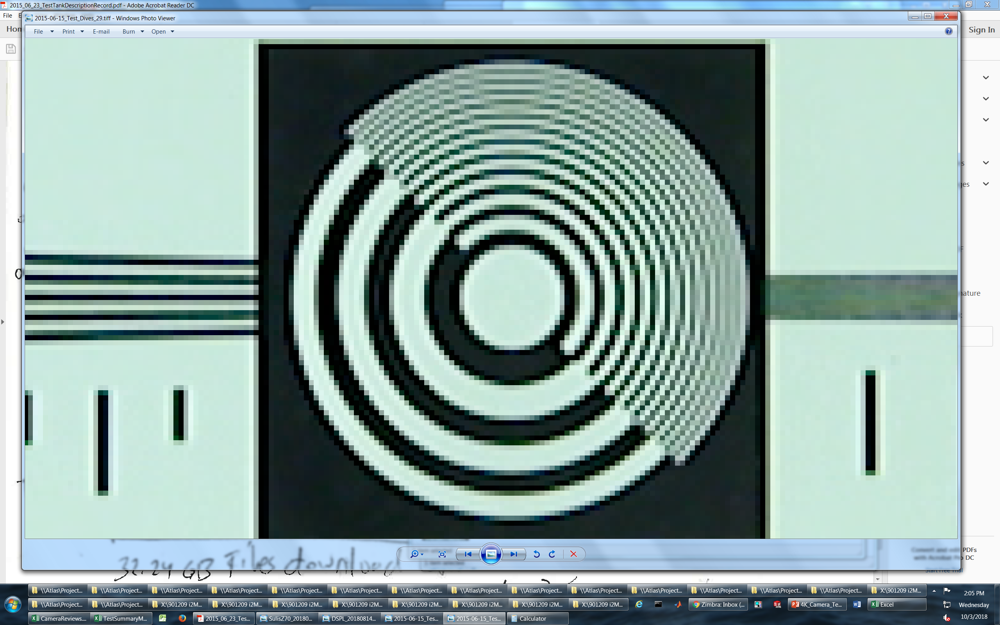 2015_06_23_TestTankDescriptionRecord.pdf - Adobe Acrobat Reader DC
File
2015-06-15_Test_Dives_29.tiff - Windows Photo Viewer
File Print E-mail Burn Open
Sign In
32.24 GB Files download
PDFs
DC
Start Free Trial
\\Atlas\Project... \\Atlas\Project... \\Atlas\Project... \\Atlas\Project... \\Atlas\Project... \\Atlas\Project... \\Atlas\Project... \\Atlas\Project... \\Atlas\Project... \\Atlas\Project... \\Atlas\Project... \\Atlas\Project... \\Atlas\Project... \\Atlas\Project... X:\901209 i2M...
2:05 PM
\\Atlas\Project... \\Atlas\Project... X:\901209 i2M... X:\901209 i2M... X:\901209 i2M... X:\901209 i2M... X:\901209 i2M... X:\901209 i2M... X:\901209 i2M... X:\901209 i2M... Zimbra: Inbox (... 4K_Camera_Te... Excel
Wednesday
CameraReviews.... TestSummaryM... 2015_06_23_Tes... SulisZ70_20180... DSPL_20180814... 2015-06-15_Tes... 2015-06-15_Tes... Calculator
10/3/2018